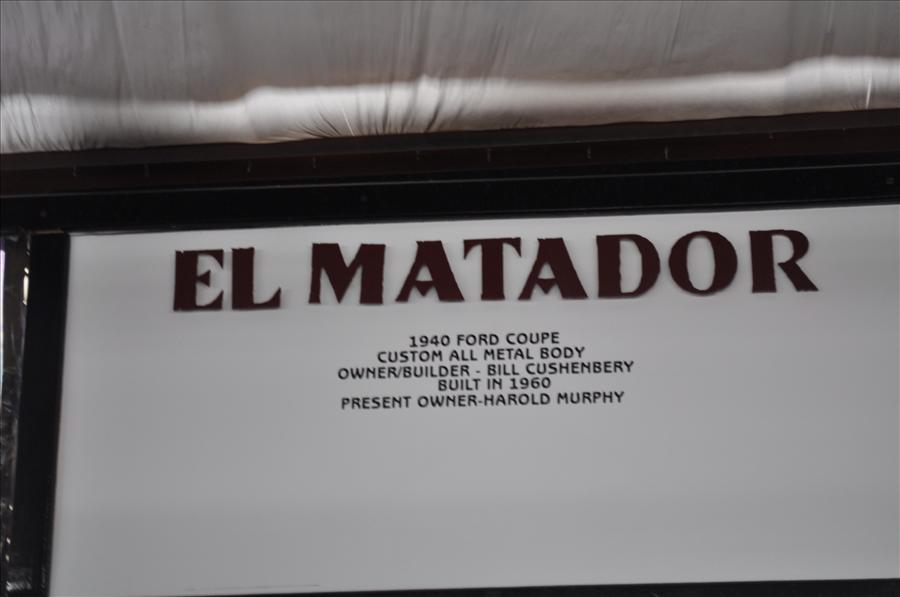 EL MATADOR
1940 FORD COUPE
CUSTOM ALL METAL BODY
OWNER/BUILDER - BILL CUSHENBERY
BUILT IN 1960
PRESENT OWNER-HAROLD MURPHY